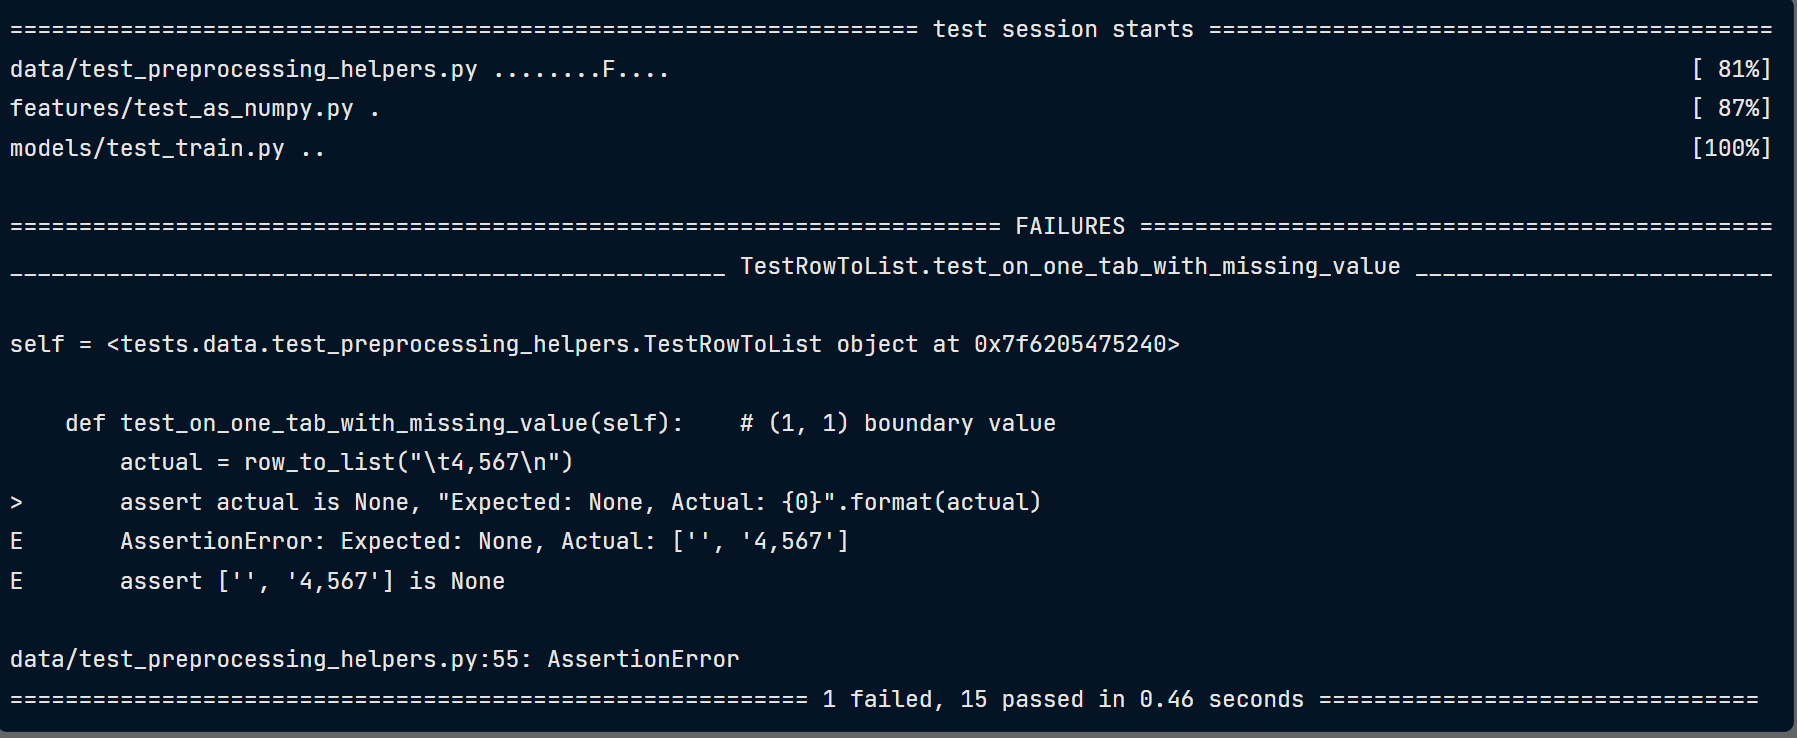 ================================================================== test session starts =========================================
data/test_preprocessing_helpers.py ........F.... [ 81%]
features/test_as_numpy.py . [ 87%]
models/test_train.py .. [100%]
======================================================================== FAILURES ==============================================
____________________________________________________ TestRowToList.test_on_one_tab_with_missing_value __________________________
self = <tests.data.test_preprocessing_helpers.TestRowToList object at 0x7f6205475240>
    def test_on_one_tab_with_missing_value(self):    # (1, 1) boundary value
        actual = row_to_list("\t4,567\n")
>       assert actual is None, "Expected: None, Actual: {0}".format(actual)
E       AssertionError: Expected: None, Actual: ['', '4,567']
E       assert ['', '4,567'] is None
data/test_preprocessing_helpers.py:55: AssertionError
========================================================== 1 failed, 15 passed in 0.46 seconds ================================